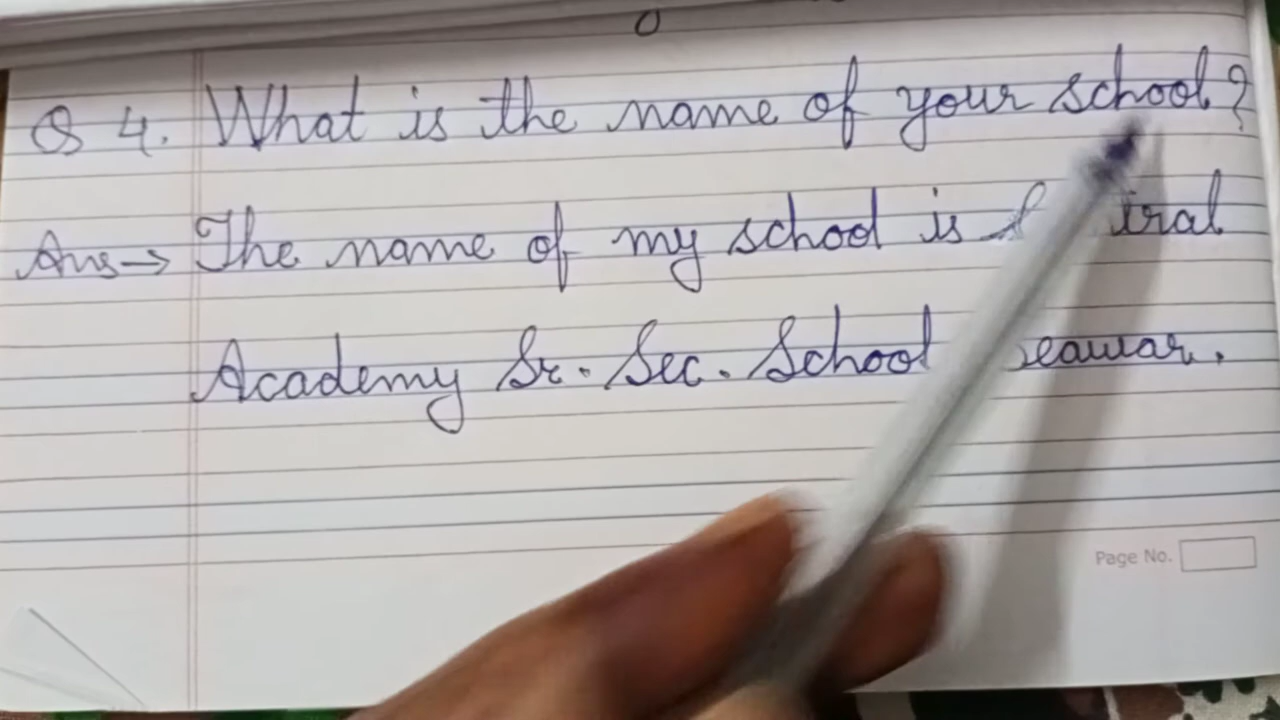 Q 4. What is the name of your school?
Ans→ The name of my school is
Academy Sr. Sec. School
Page No.